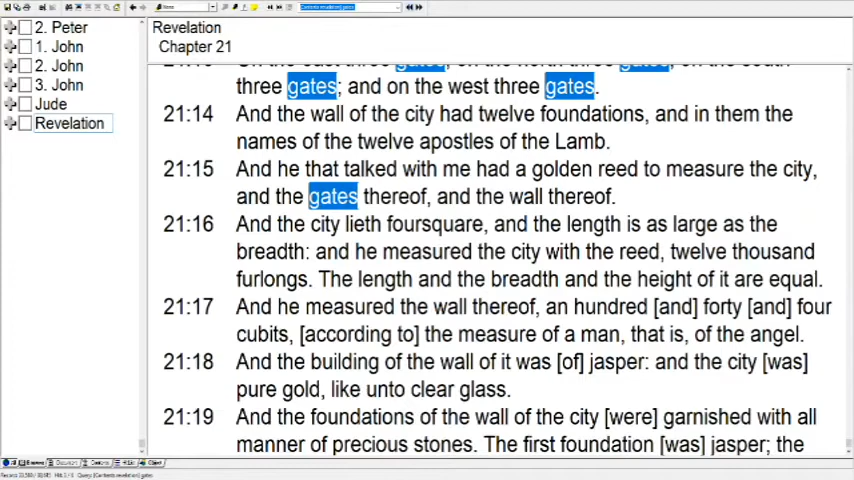 2. Peter
1. John
2. John
3. John
Jude
Revelation
Revelation
Chapter 21
three gates; and on the west three gates.
21:14 And the wall of the city had twelve foundations, and in them the
names of the twelve apostles of the Lamb.
21:15 And he that talked with me had a golden reed to measure the city,
and the gates thereof, and the wall thereof.
21:16 And the city lieth foursquare, and the length is as large as the
breadth: and he measured the city with the reed, twelve thousand
furlongs. The length and the breadth and the height of it are equal.
21:17 And he measured the wall thereof, an hundred [and] forty [and] four
cubits, [according to] the measure of a man, that is, of the angel.
21:18 And the building of the wall of it was [of] jasper: and the city [was]
pure gold, like unto clear glass.
21:19 And the foundations of the wall of the city [were] garnished with all
manner of precious stones. The first foundation [was] jasper; the